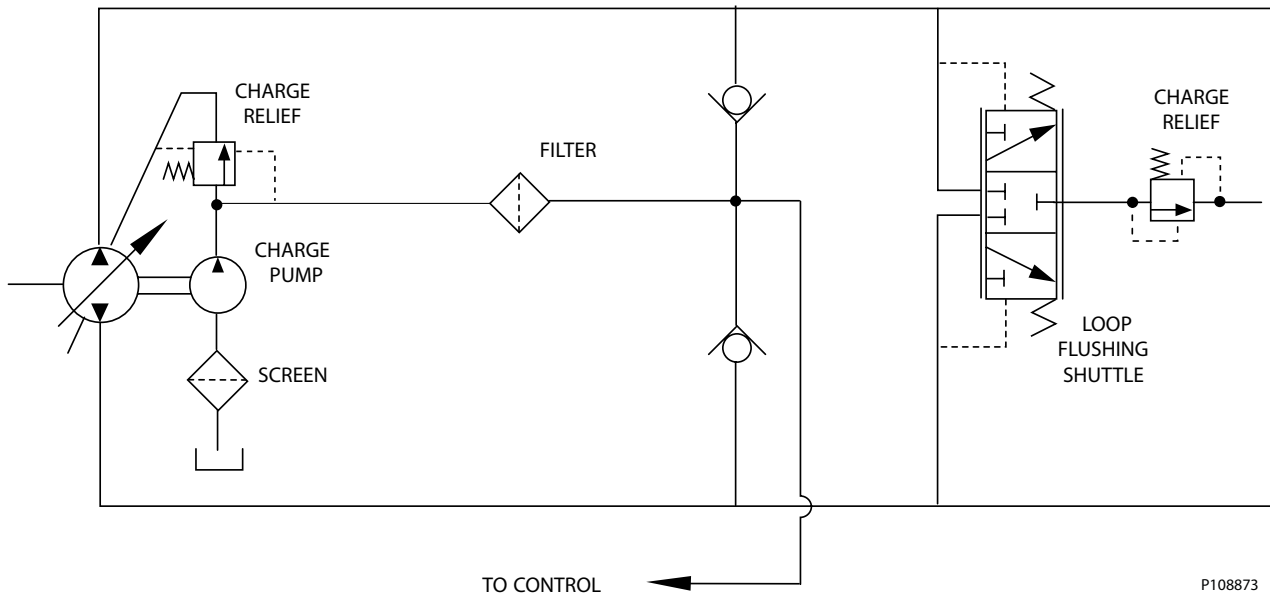 CHARGE
RELIEF
FILTER
CHARGE
RELIEF
CHARGE
PUMP
SCREEN
LOOP
FLUSHING
SHUTTLE
TO CONTROL
P108873